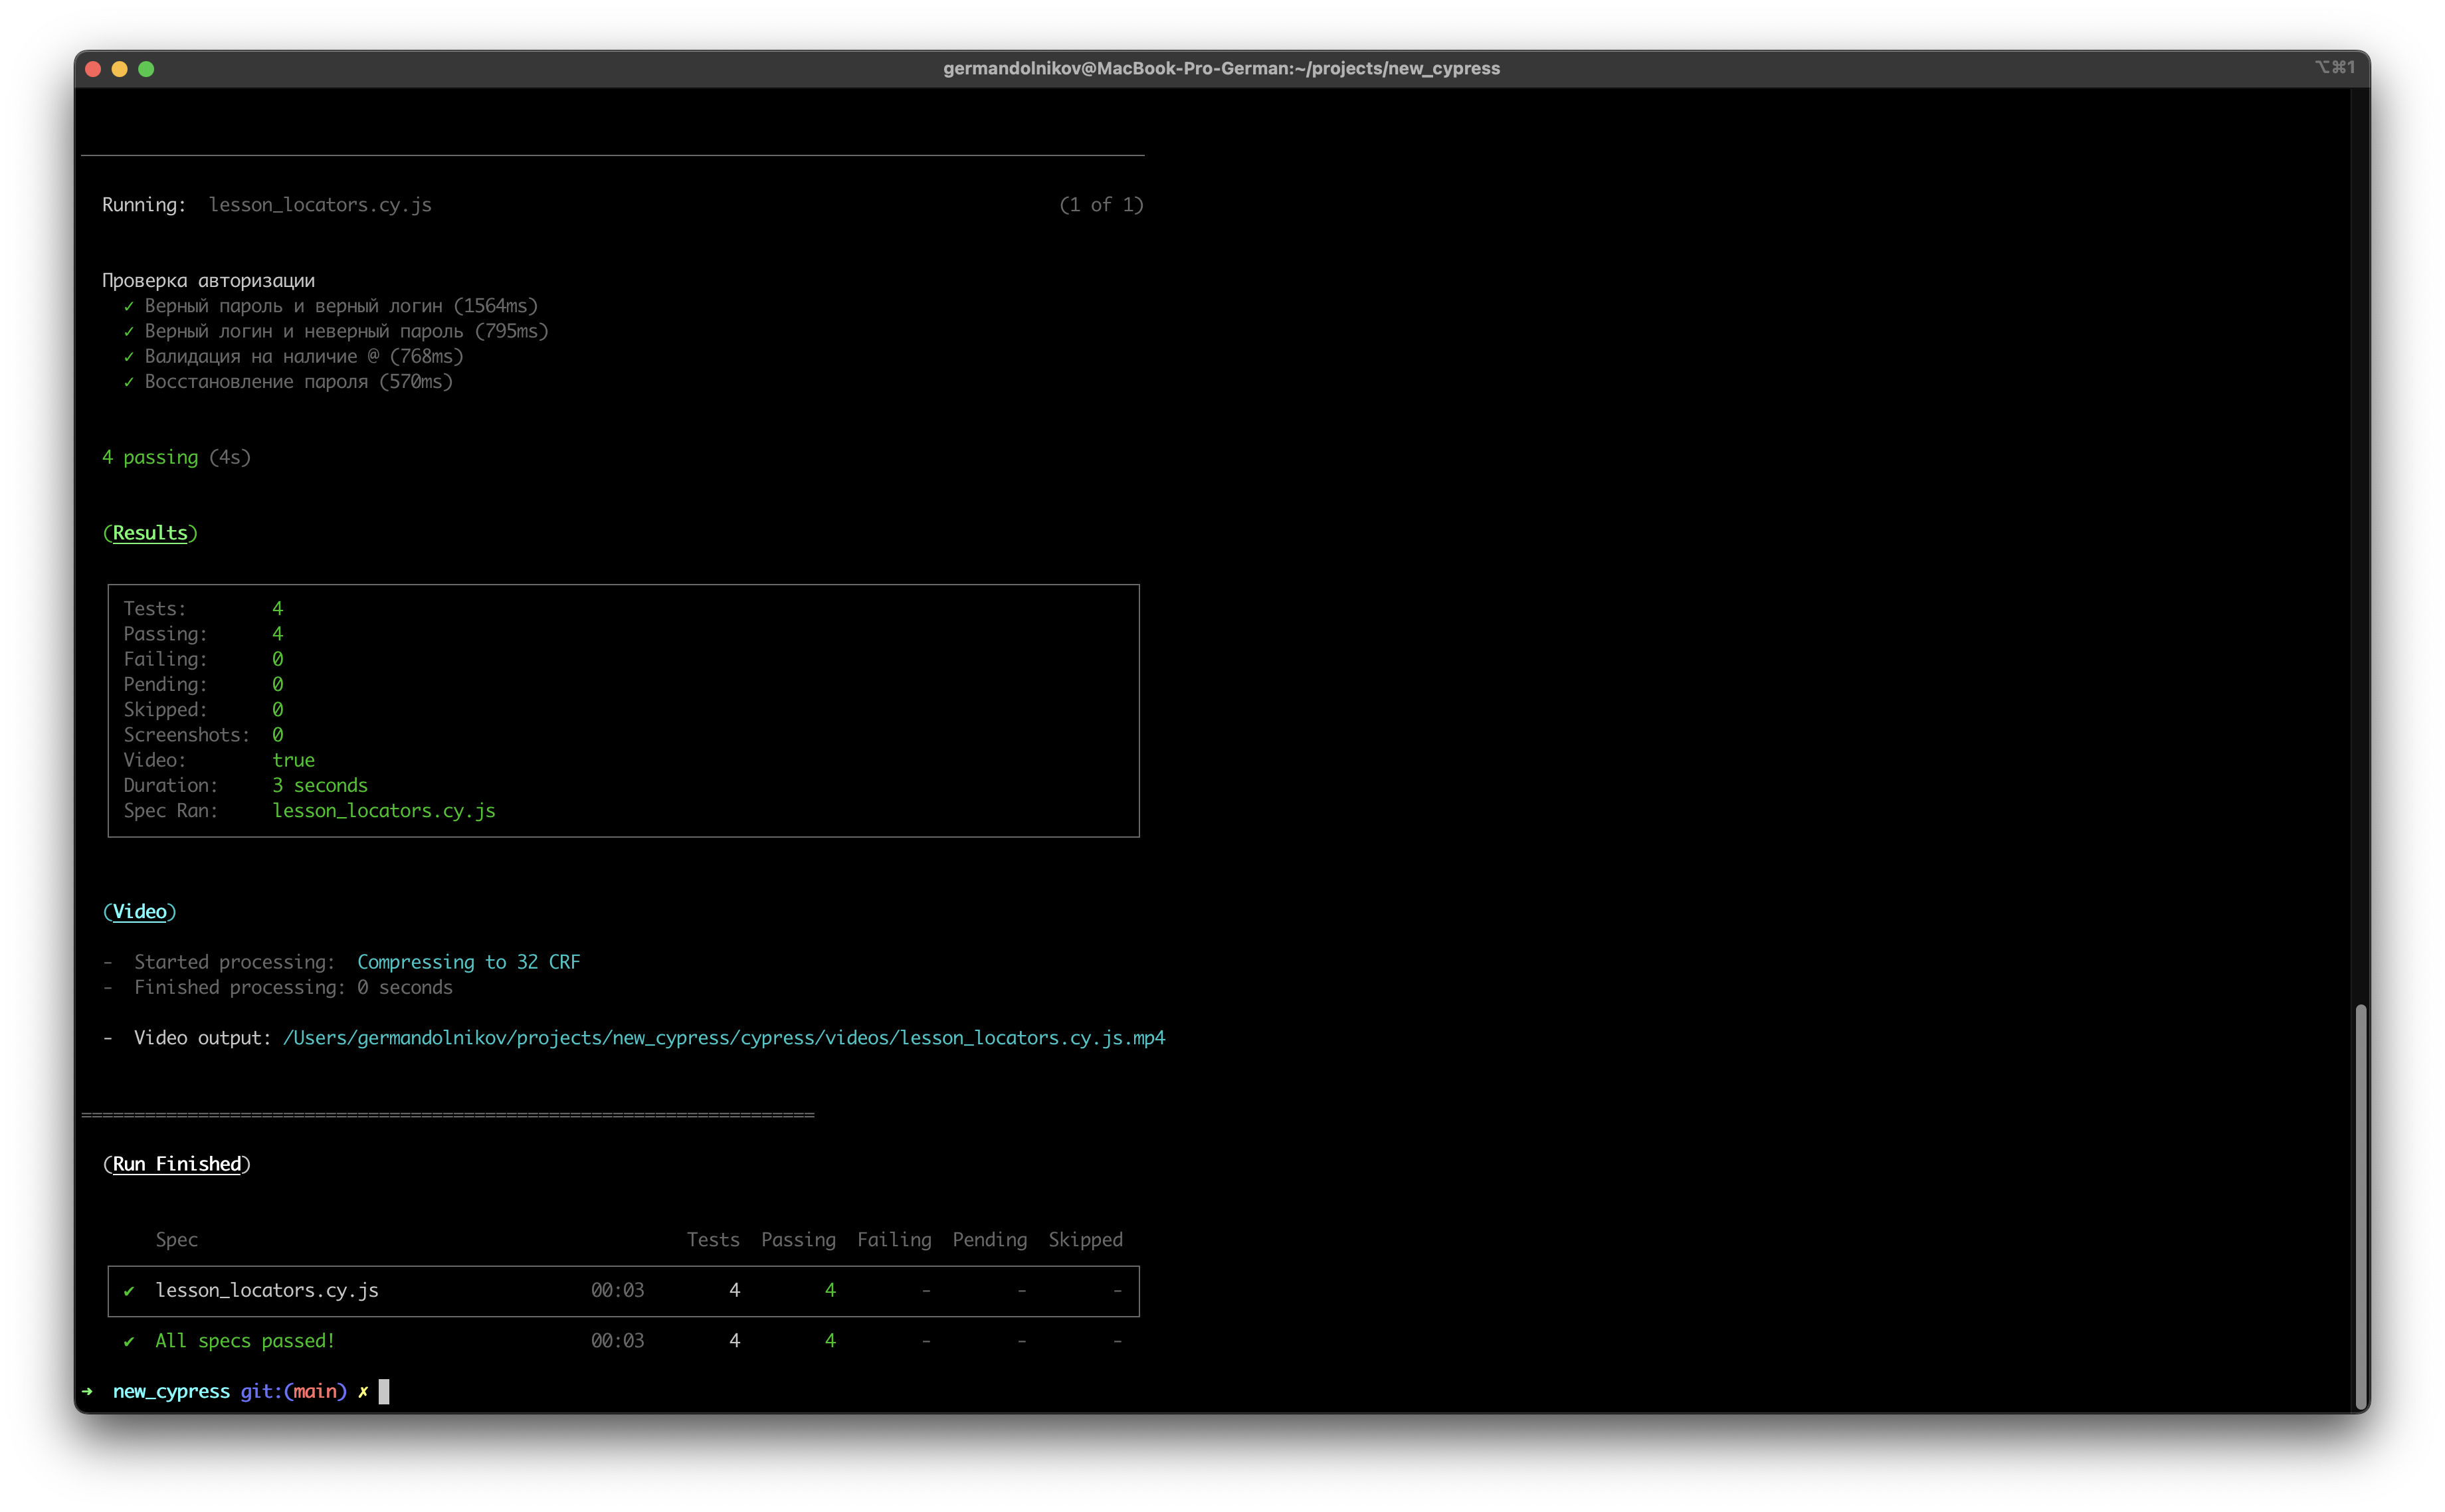 germandolnikov@MacBook-Pro-German:~/projects/new_cypress ⌥⌘1
Running: lesson_locators.cy.js (1 of 1)
Проверка авторизации
✓ Верный пароль и верный логин (1564ms)
✓ Верный логин и неверный пароль (795ms)
✓ Валидация на наличие @ (768ms)
✓ Восстановление пароля (570ms)
4 passing (4s)
(Results)
Tests: 4
Passing: 4
Failing: 0
Pending: 0
Skipped: 0
Screenshots: 0
Video: true
Duration: 3 seconds
Spec Ran: lesson_locators.cy.js
(Video)
- Started processing: Compressing to 32 CRF
- Finished processing: 0 seconds
- Video output: /Users/germandolnikov/projects/new_cypress/cypress/videos/lesson_locators.cy.js.mp4
(Run Finished)
Spec Tests Passing Failing Pending Skipped
✔ lesson_locators.cy.js 00:03 4 4 - - -
✔ All specs passed! 00:03 4 4 - - -
➜ new_cypress git:(main) ✗